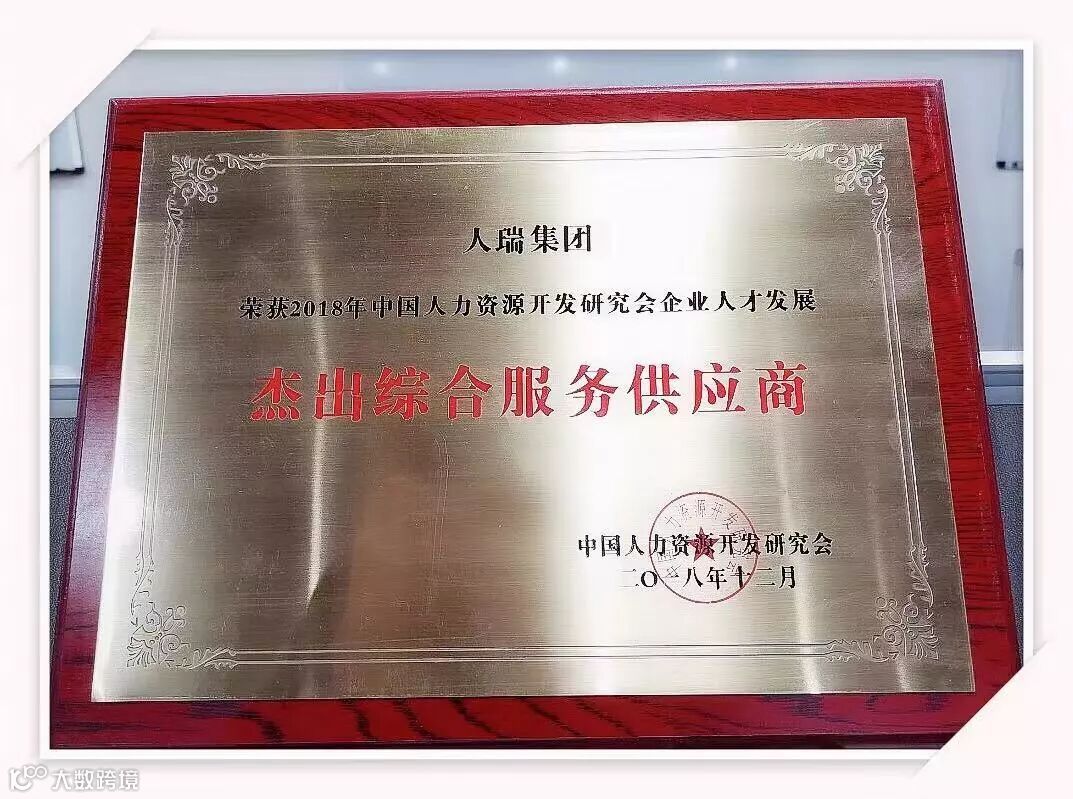 人瑞集团
荣获2018年中国人力资源开发研究会企业人才发展
杰出综合服务供应商
中国人力资源开发研究会
二〇一八年十二月
大数跨境